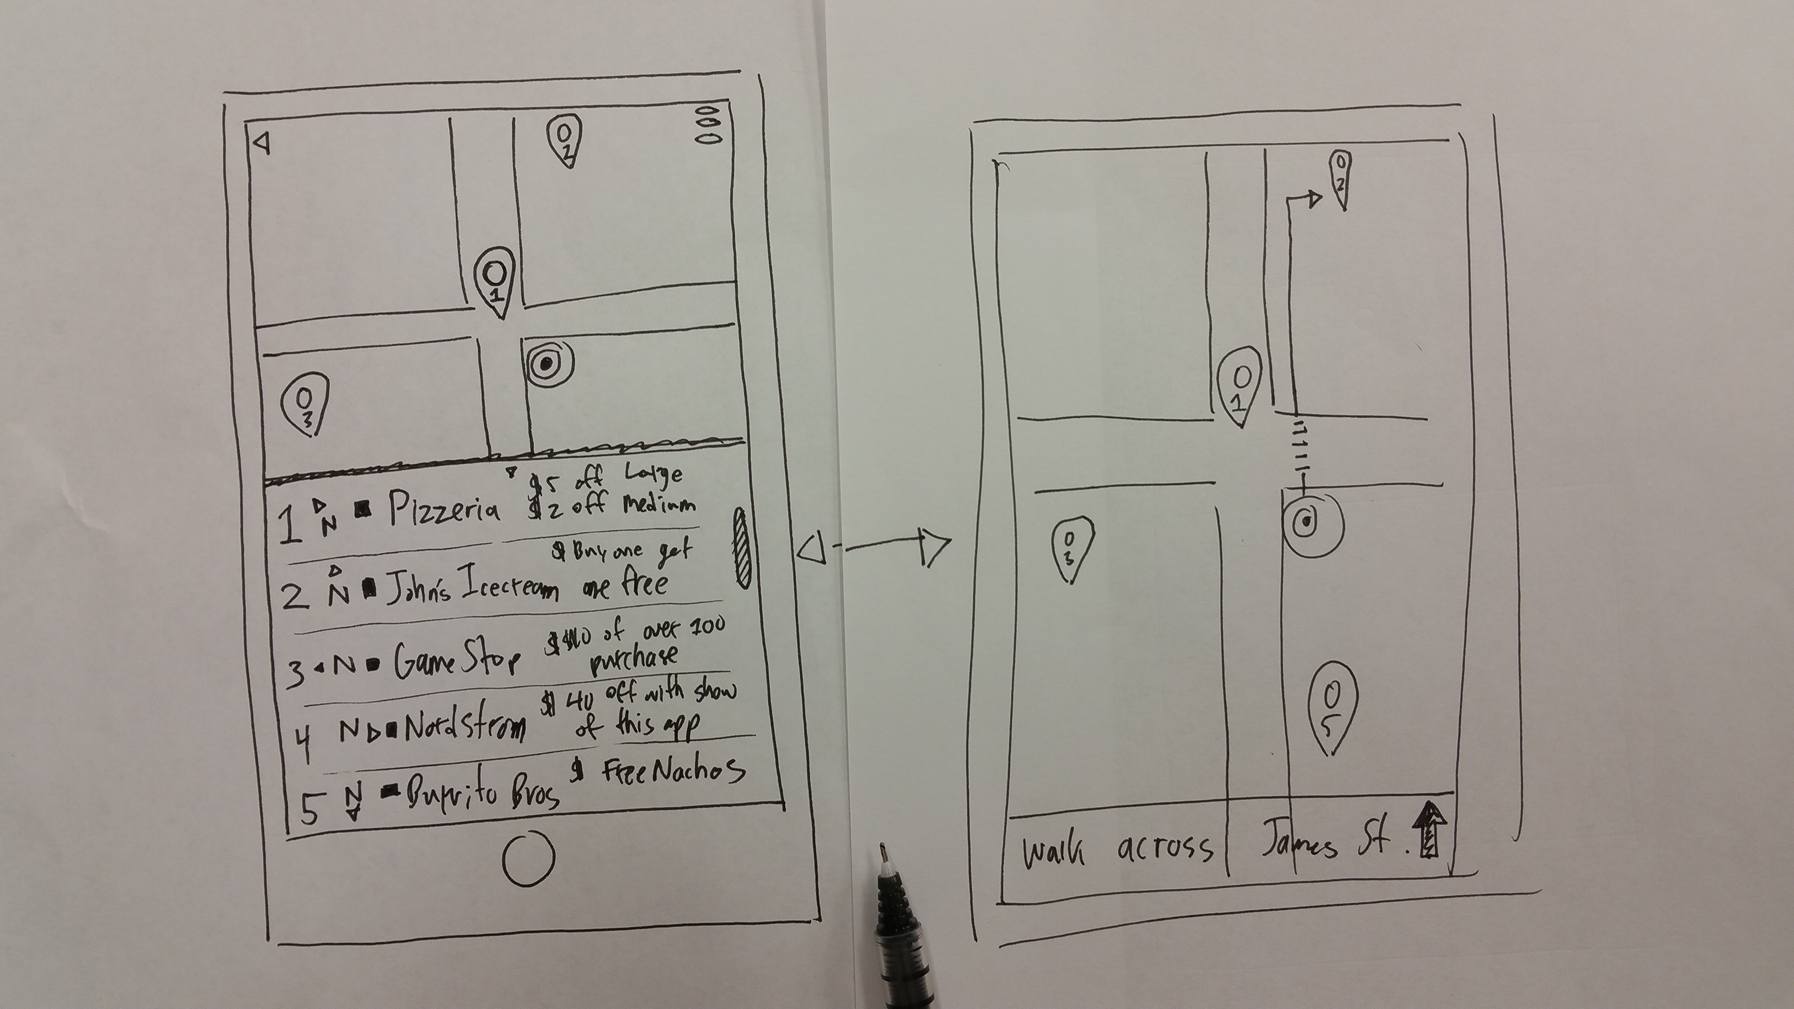 2
1
3
$5 off Large
1 N Pizzeria $2 off medium
$ Buy one get
2 N John's Icecream one free
3 N GameStop $10 of over 100
purchase
4 N Nordstrom $ 40 off with show
of this app
5 N Burrito Bros $ Free Nachos
2
1
3
5
walk across James St.